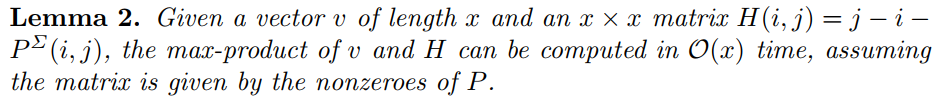 Lemma 2. Given a vector v of length x and an x × x matrix H(i, j) = j − i −
P^Σ(i, j), the max-product of v and H can be computed in O(x) time, assuming
the matrix is given by the nonzeroes of P.